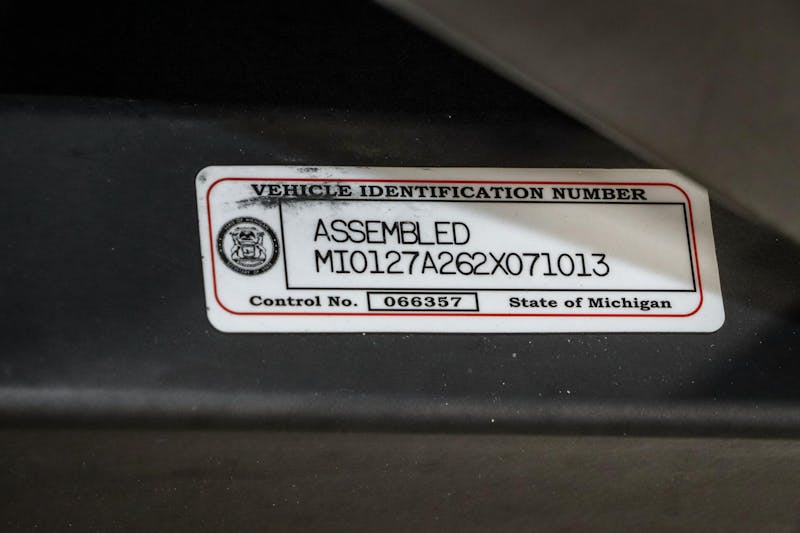 VEHICLE IDENTIFICATION NUMBER
ASSEMBLED
MI0127A262X071013
Control No. 066357 State of Michigan